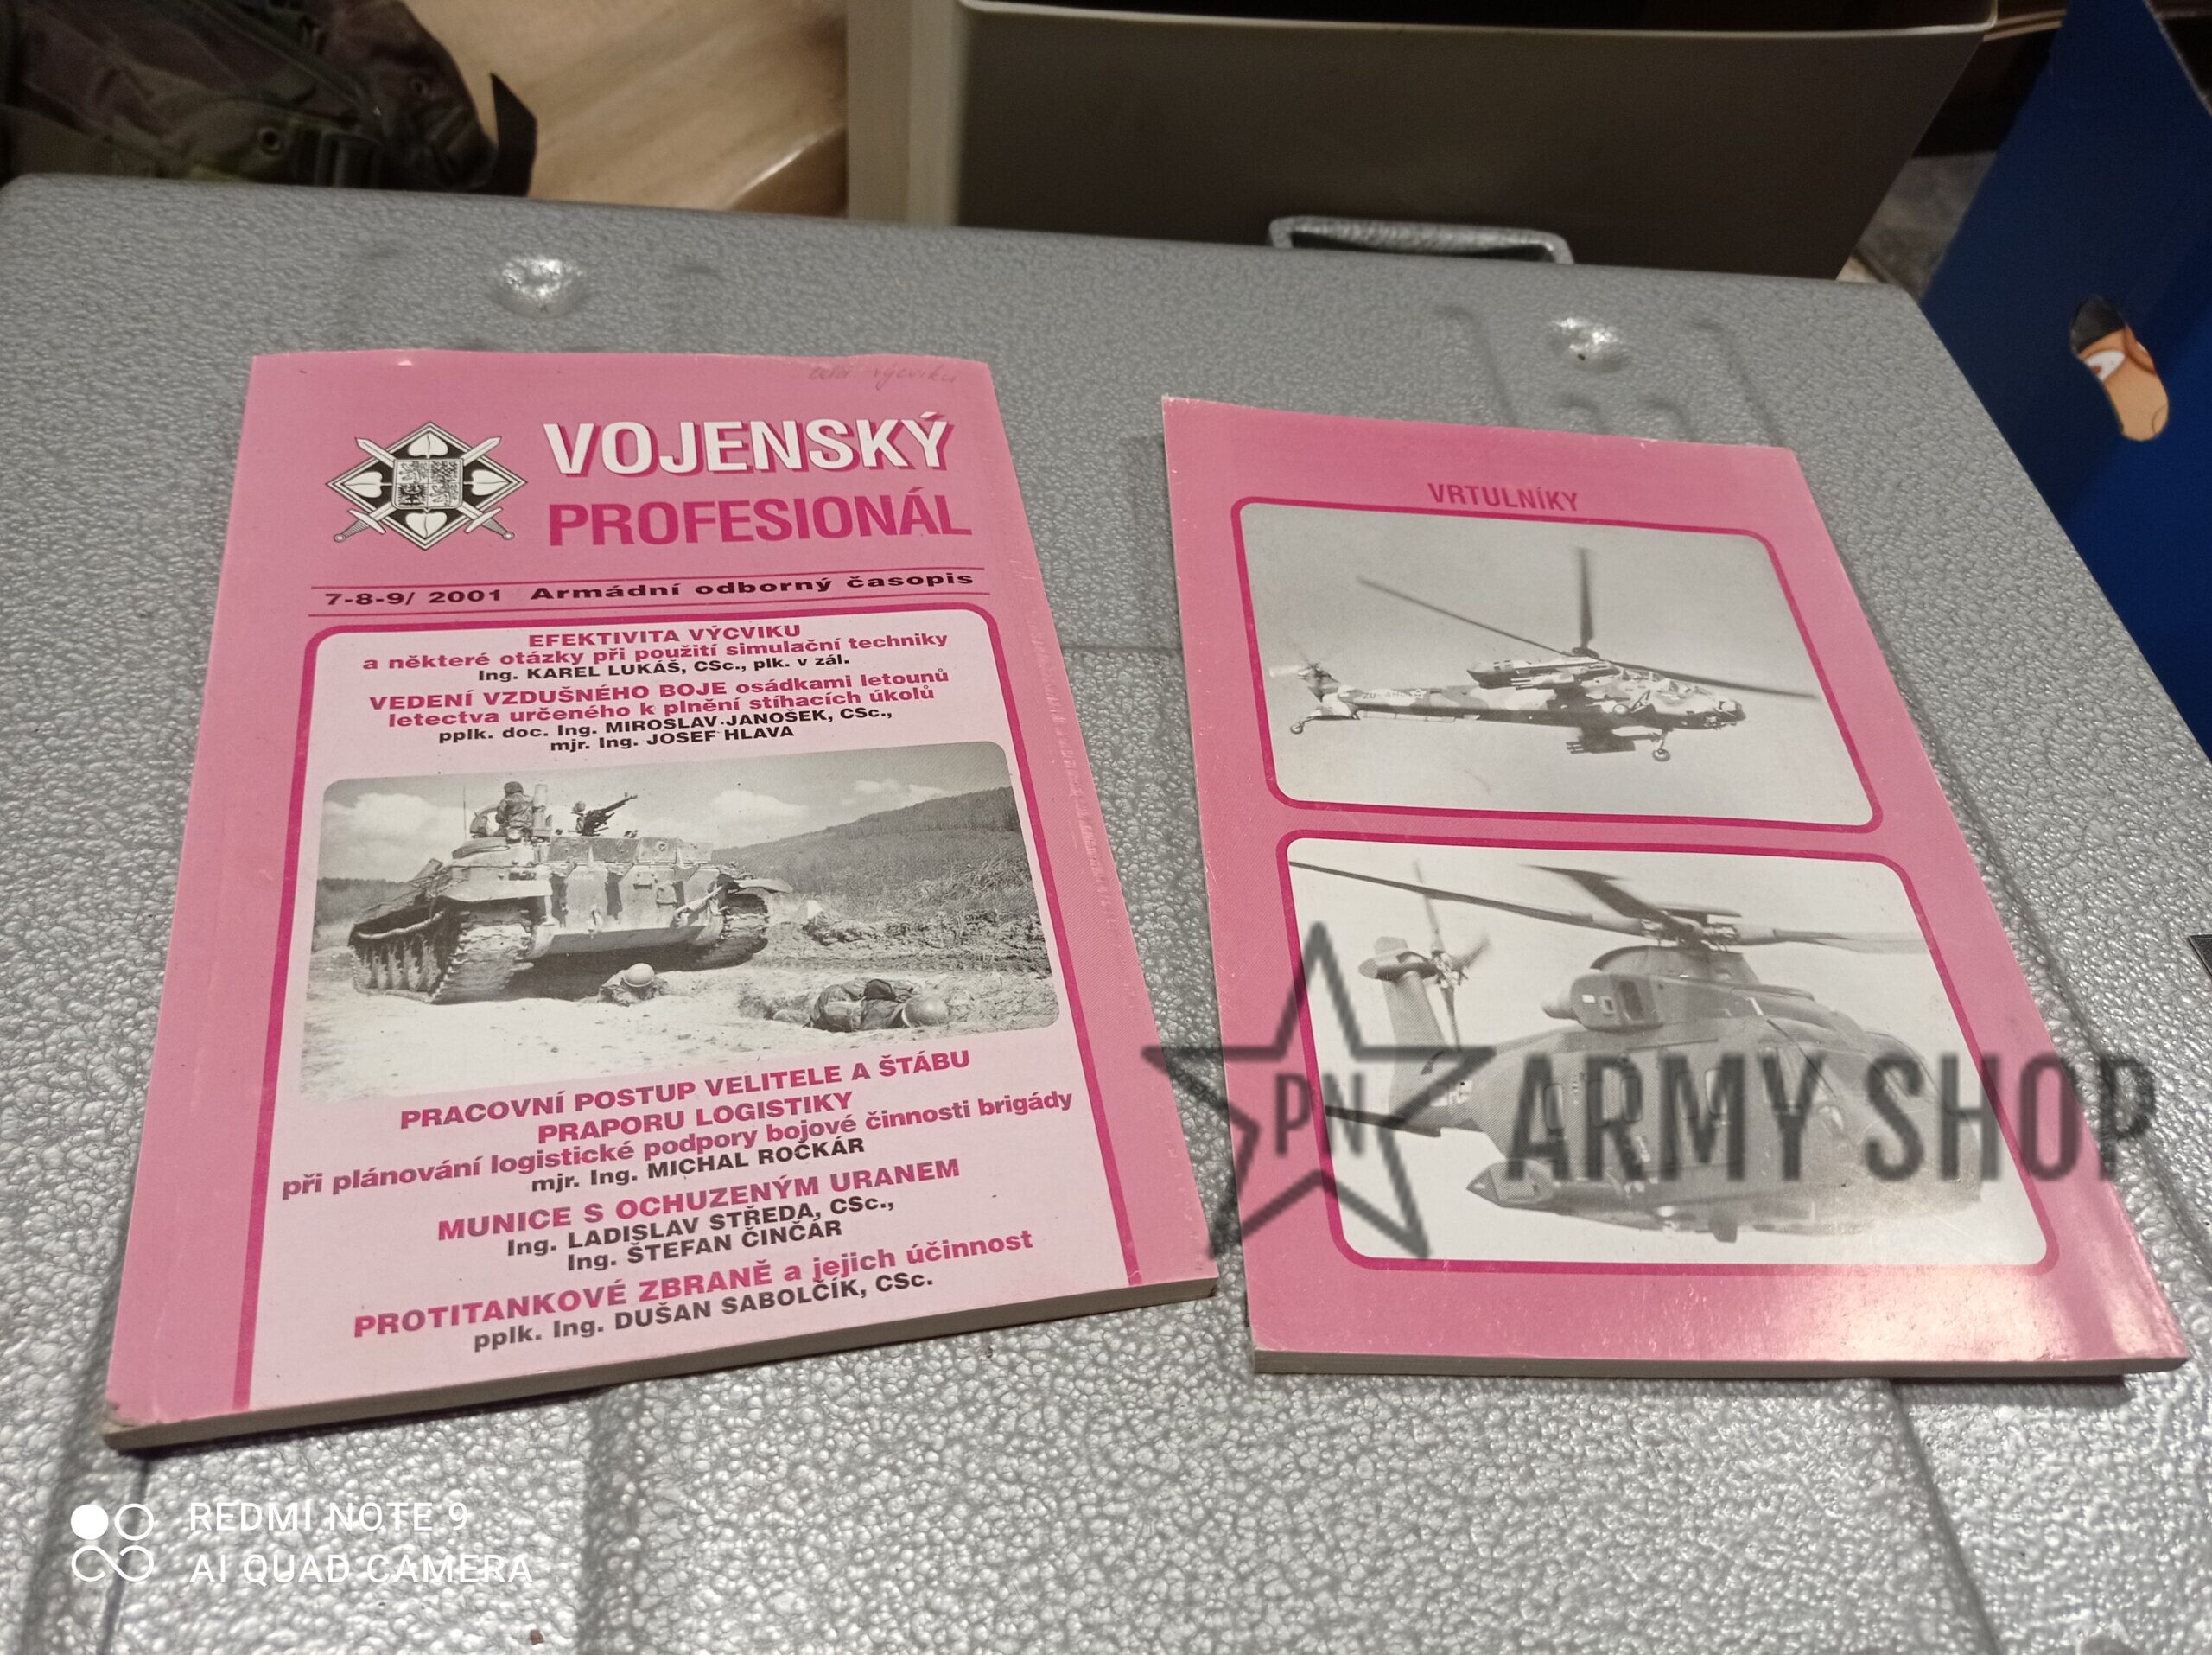 výcviku
VOJENSKÝ
PROFESIONÁL
7-8-9/ 2001 Armádní odborný časopis
EFEKTIVITA VÝCVIKU
a některé otázky při použití simulační techniky
Ing. KAREL LUKÁŠ, CSc., plk. v zál.
VEDENÍ VZDUŠNÉHO BOJE osádkami letounů
letectva určeného k plnění stíhacích úkolů
pplk. doc. Ing. MIROSLAV JANOŠEK, CSc.,
mjr. Ing. JOSEF HLAVA
PRACOVNÍ POSTUP VELITELE A ŠTÁBU
PRAPORU LOGISTIKY
při plánování logistické podpory bojové činnosti brigády
mjr. Ing. MICHAL ROČKÁR
MUNICE S OCHUZENÝM URANEM
Ing. LADISLAV STŘEDA, CSc.,
Ing. ŠTEFAN ČINČÁR
PROTITANKOVÉ ZBRANĚ a jejich účinnost
pplk. Ing. DUŠAN SABOLČÍK, CSc.
VRTULNÍKY
PN ARMY SHOP
REDMI NOTE 9
AI QUAD CAMERA